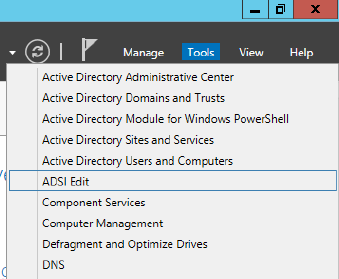 Manage Tools View Help
Active Directory Administrative Center
Active Directory Domains and Trusts
Active Directory Module for Windows PowerShell
Active Directory Sites and Services
Active Directory Users and Computers
ADSI Edit
Component Services
Computer Management
Defragment and Optimize Drives
DNS